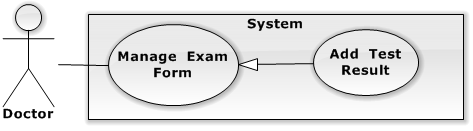 System
Manage Exam
Form
Add Test
Result
Doctor